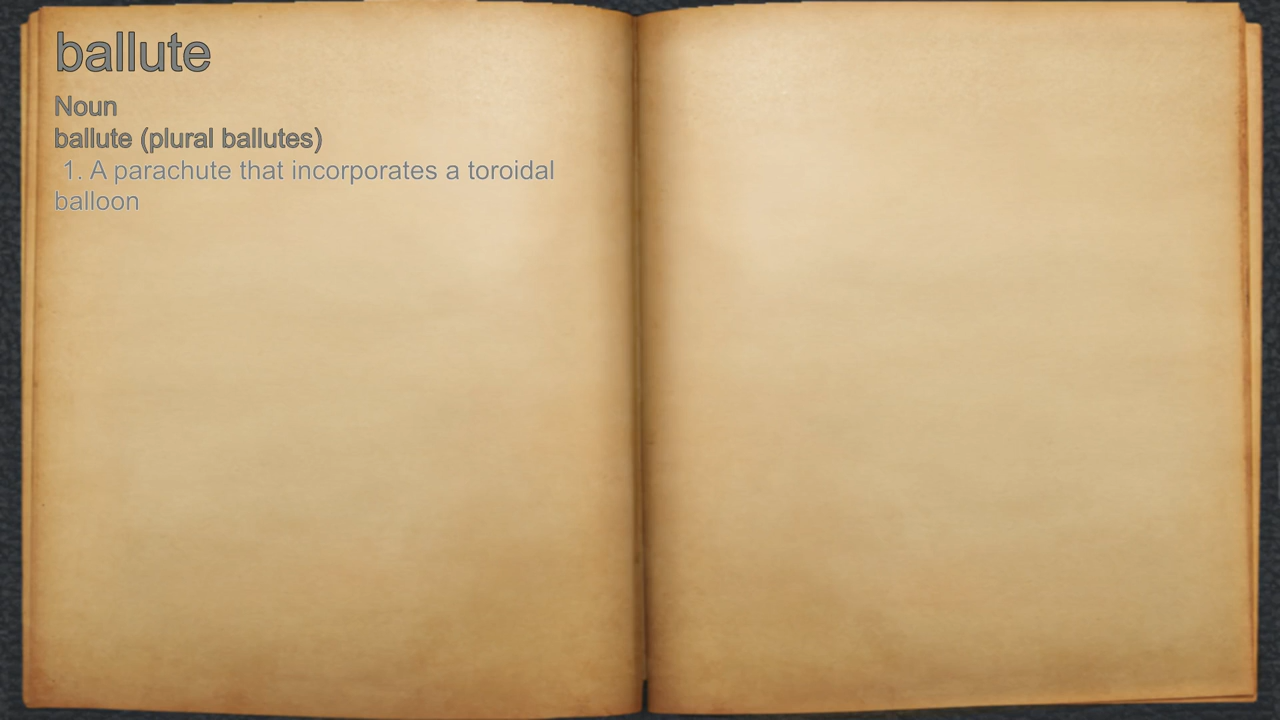 ballute
Noun
ballute (plural ballutes)
1. A parachute that incorporates a toroidal
balloon